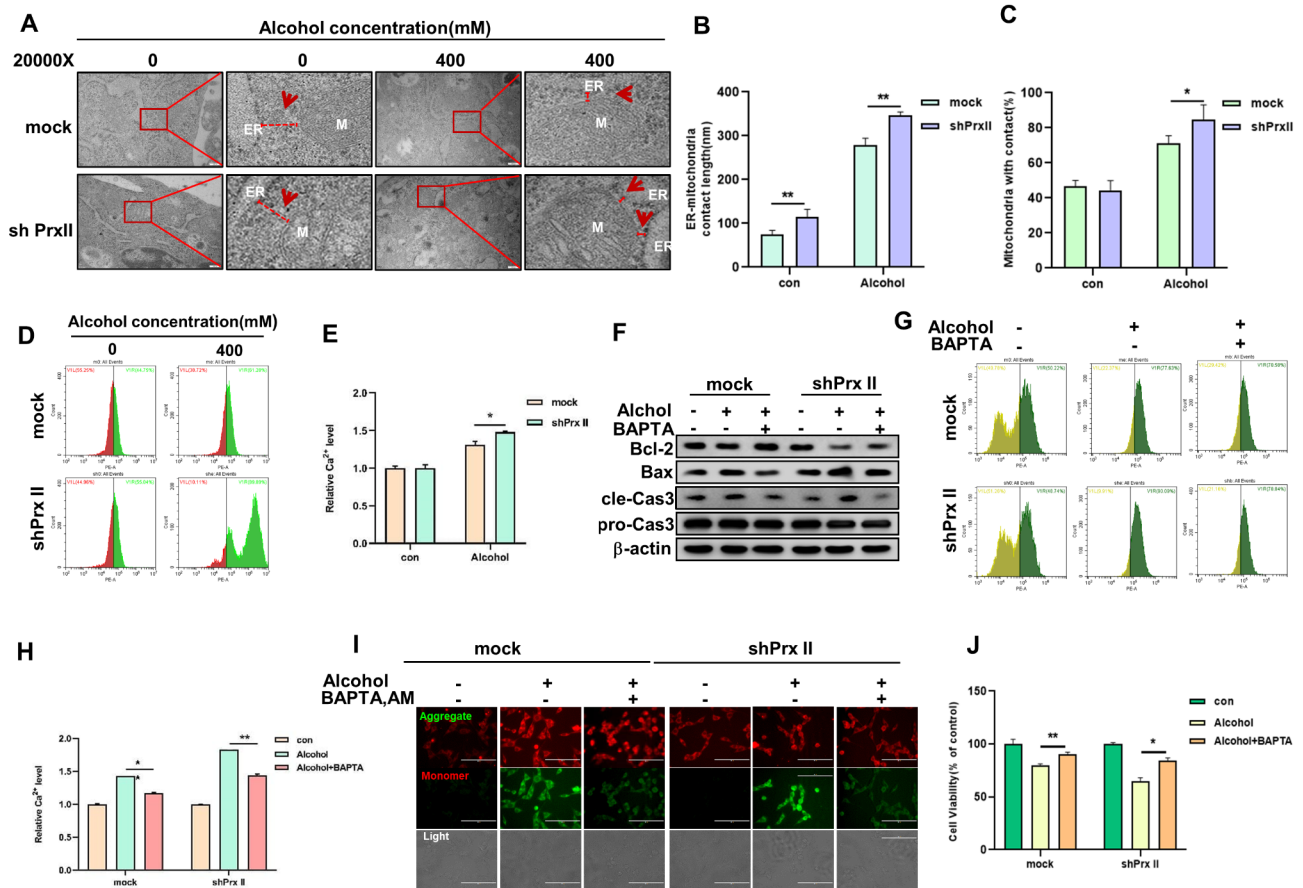 A
Alcohol concentration(mM)
20000X 0 0 400 400
mock
ER
M
ER
M
sh PrxII
ER
M
ER
M
ER
B
ER-mitochondria
contact length(nm)
400
300
200
100
0
**
**
con Alcohol
mock
shPrxII
C
Mitochondria with contact(%)
100
80
60
40
20
0
*
con Alcohol
mock
shPrxII
D
Alcohol concentration(mM)
0 400
mock
shPrx II
Count
PE-A
E
Relative Ca²⁺ level
2.0
1.5
1.0
0.5
0.0
*
con Alcohol
mock
shPrx II
F
mock shPrx II
Alchol - + + - + +
BAPTA - - + - - +
Bcl-2
Bax
cle-Cas3
pro-Cas3
β-actin
G
Alcohol - + +
BAPTA - - +
mock
shPrx II
Count
PE-A
H
Relative Ca²⁺ level
2.0
1.5
1.0
0.5
0.0
*
*
**
mock shPrx II
con
Alcohol
Alcohol+BAPTA
I
mock shPrx II
Alcohol - + + - + +
BAPTA,AM - - + - - +
Aggregate
Monomer
Light
J
Cell Viability(% of control)
150
100
50
0
**
*
mock shPrx II
con
Alcohol
Alcohol+BAPTA